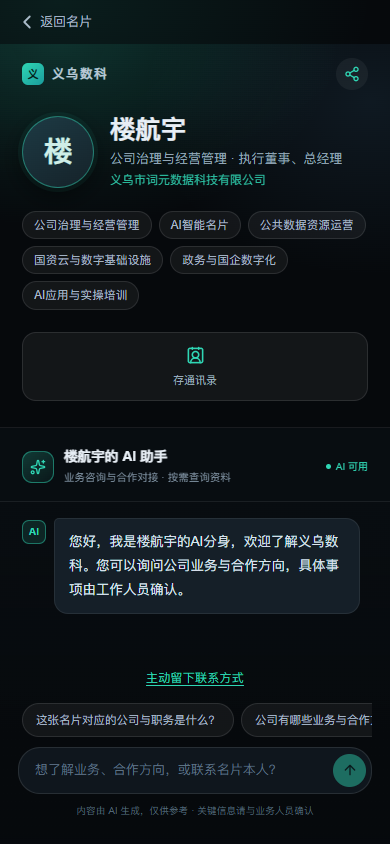 返回名片
义 义乌数科
楼
楼航宇
公司治理与经营管理 · 执行董事、总经理
义乌市词元数据科技有限公司
公司治理与经营管理 AI智能名片 公共数据资源运营
国资云与数字基础设施 政务与国企数字化
AI应用与实操培训
存通讯录
楼航宇的 AI 助手
业务咨询与合作对接 · 按需查询资料
AI 可用
AI
您好，我是楼航宇的AI分身，欢迎了解义乌数
科。您可以询问公司业务与合作方向，具体事
项由工作人员确认。
主动留下联系方式
这张名片对应的公司与职务是什么？ 公司有哪些业务与合作
想了解业务、合作方向，或联系名片本人？
内容由 AI 生成，仅供参考 · 关键信息请与业务人员确认